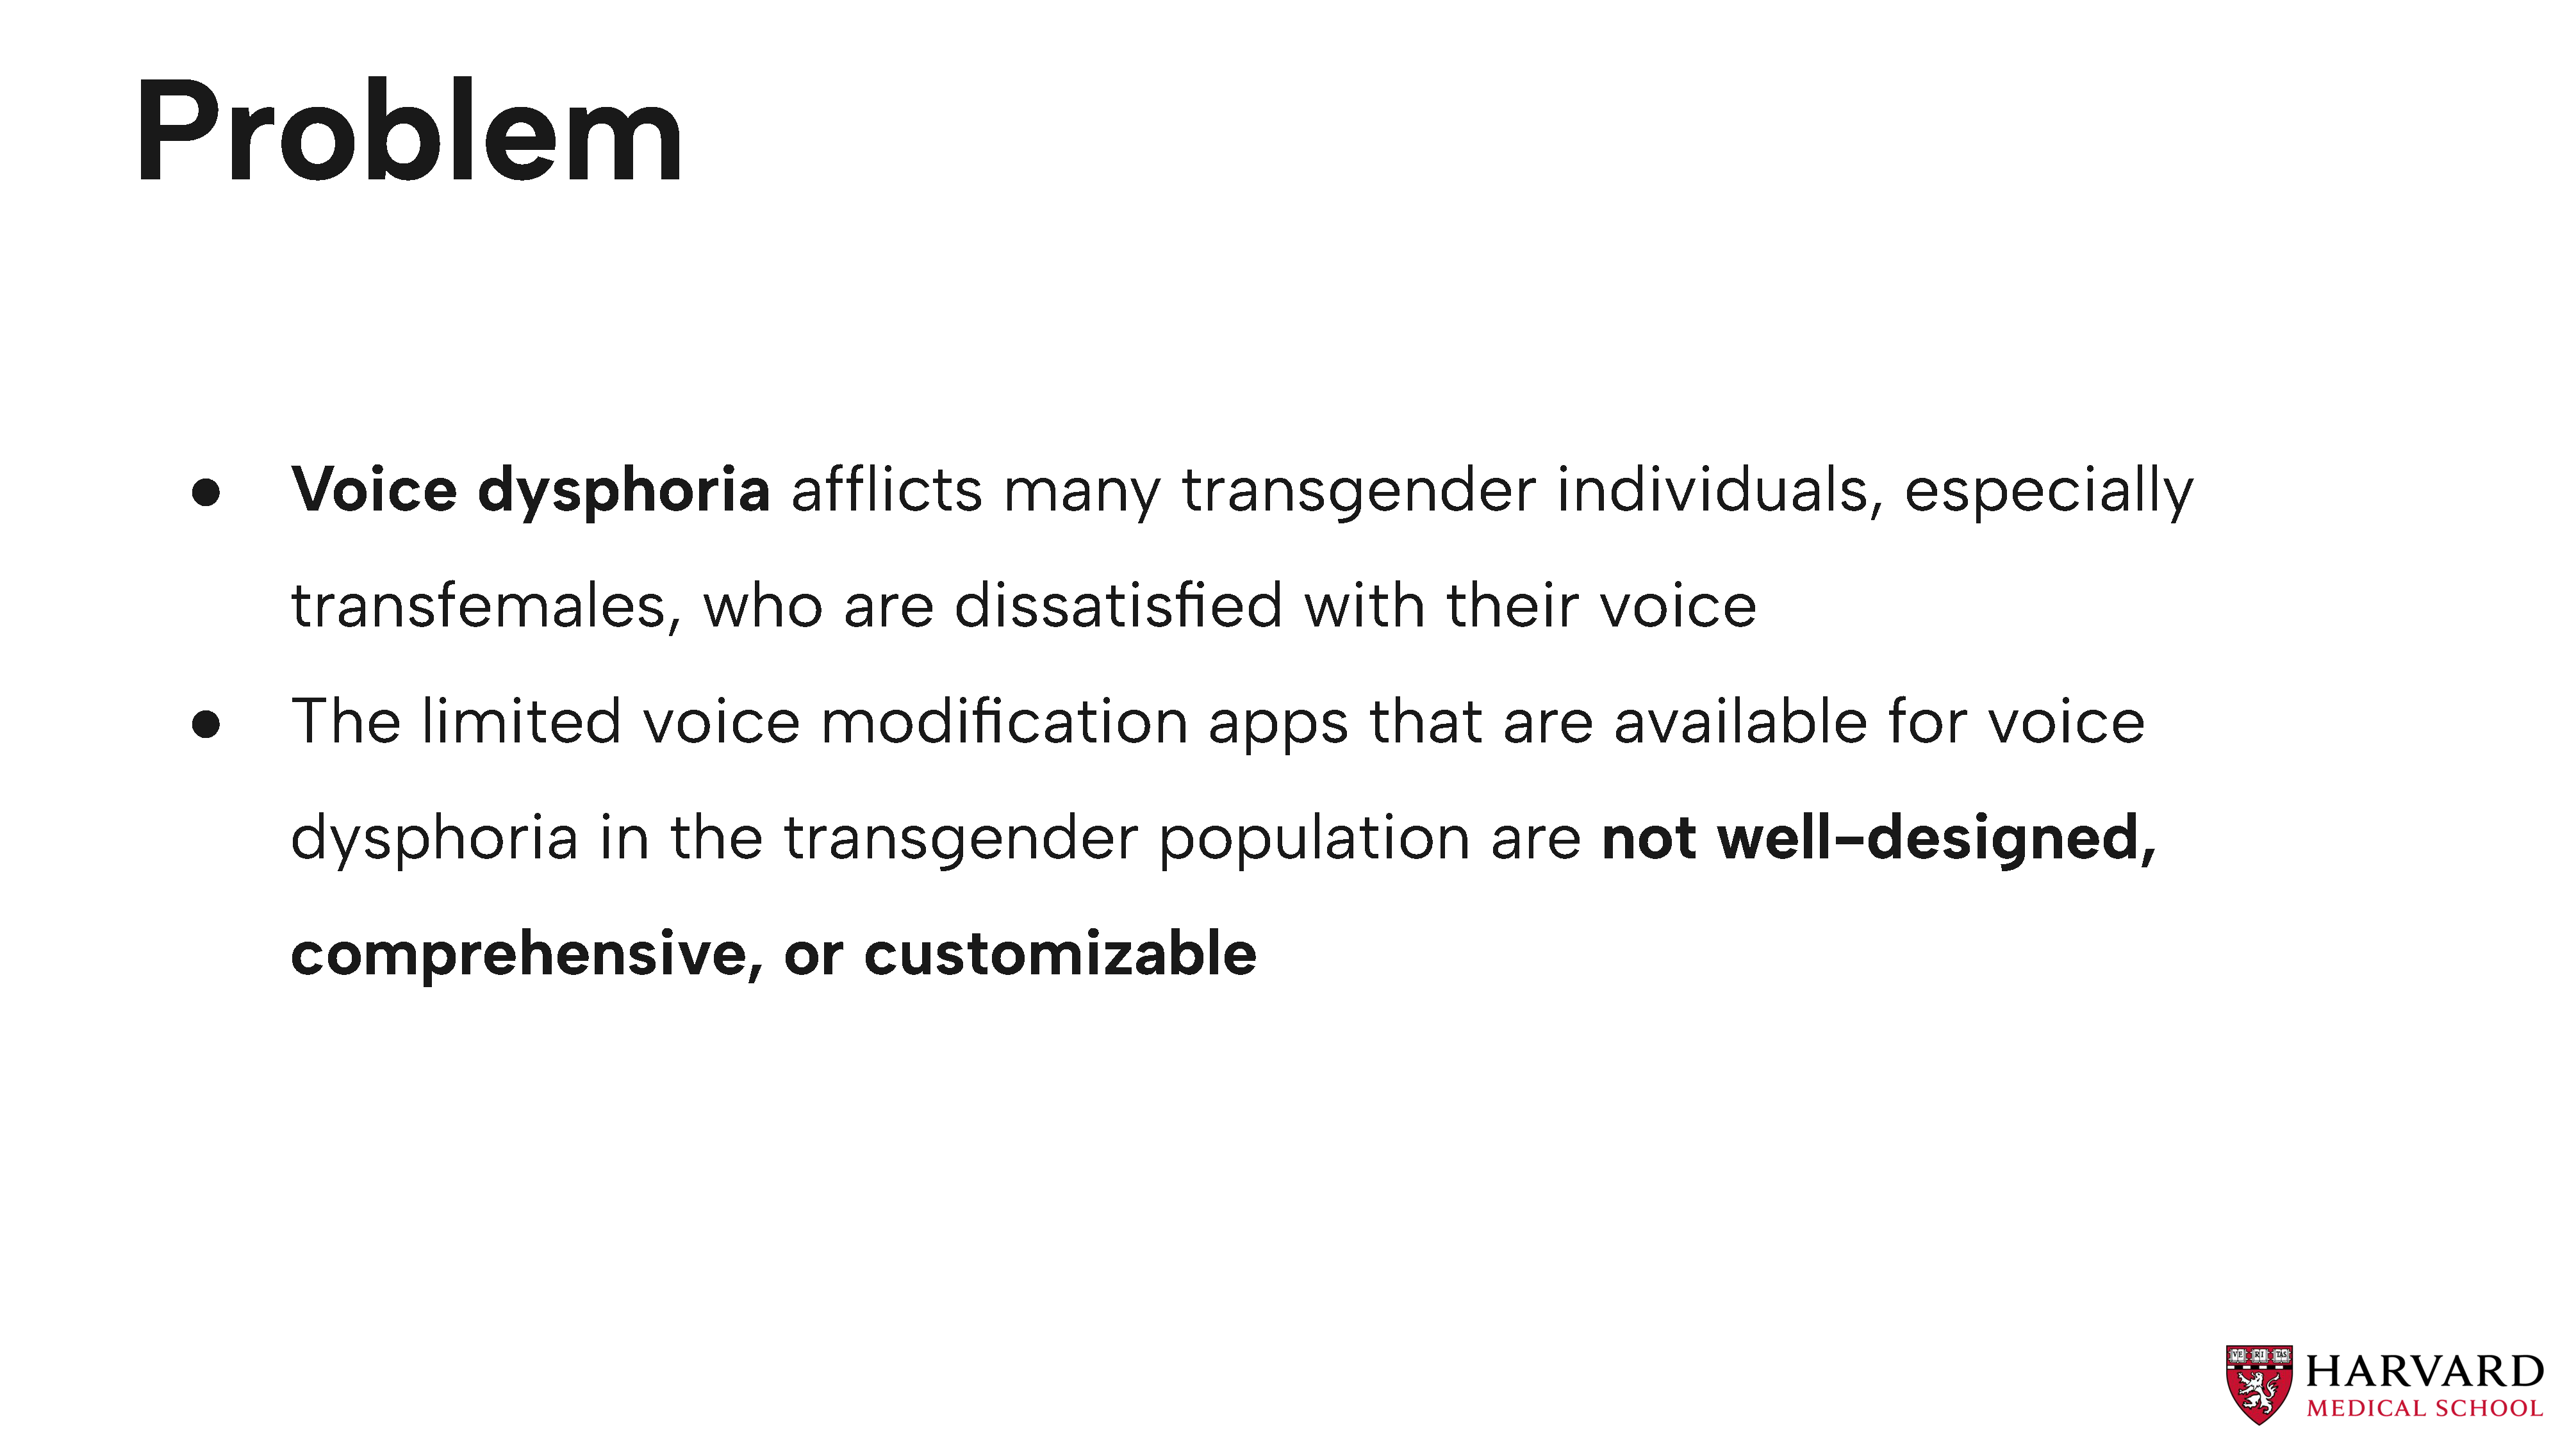 Problem
● Voice dysphoria afflicts many transgender individuals, especially
transfemales, who are dissatisfied with their voice
● The limited voice modification apps that are available for voice
dysphoria in the transgender population are not well-designed,
comprehensive, or customizable
VE RI TAS
HARVARD
MEDICAL SCHOOL